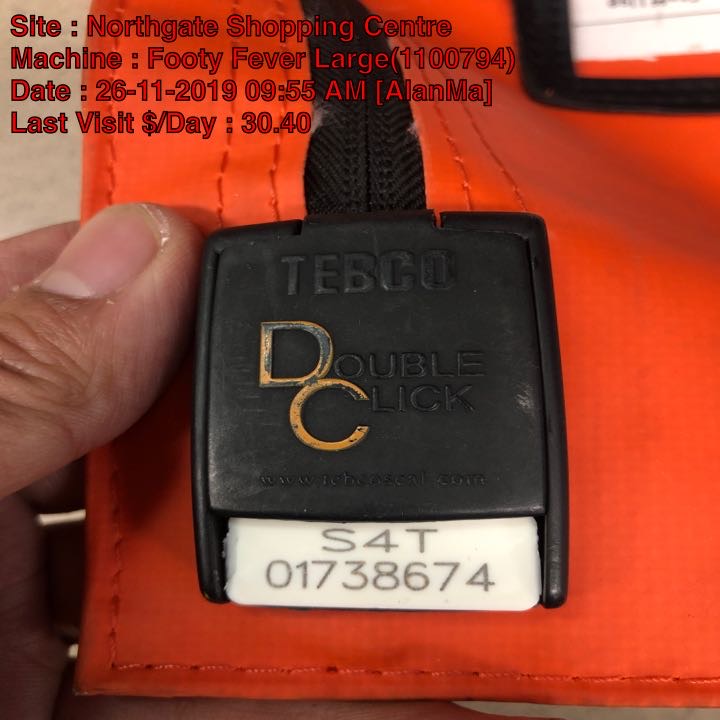 Site : Northgate Shopping Centre
Machine : Footy Fever Large(1100794)
Date : 26-11-2019 09:55 AM [AlanMa]
Last Visit $/Day : 30.40
TEBCO
DOUBLE
CLICK
www.tebcoseal.com
S4T
01738674